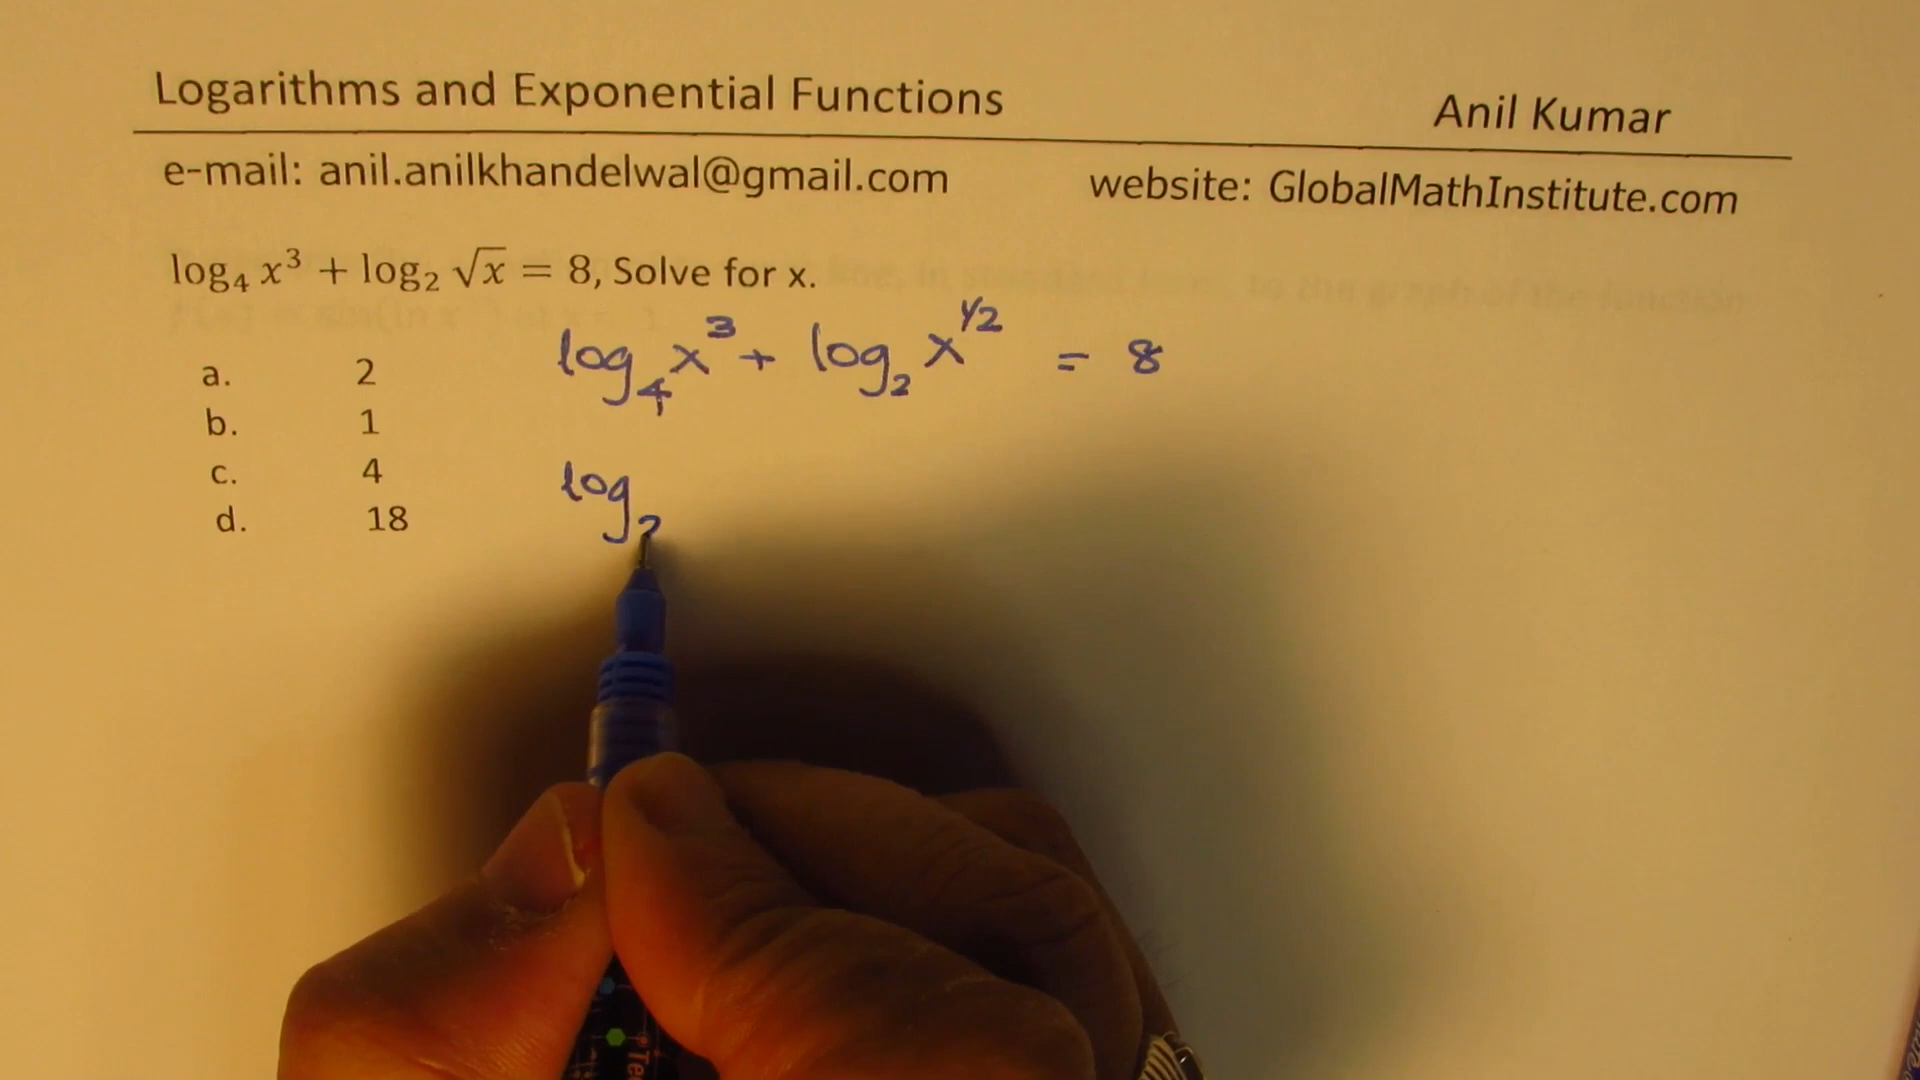 Logarithms and Exponential Functions Anil Kumar
e-mail: anil.anilkhandelwal@gmail.com website: GlobalMathInstitute.com
log₄ x³ + log₂ √x = 8, Solve for x.
log₄ x³ + log₂ x^1/2 = 8
a. 2
b. 1
c. 4
log₂
d. 18